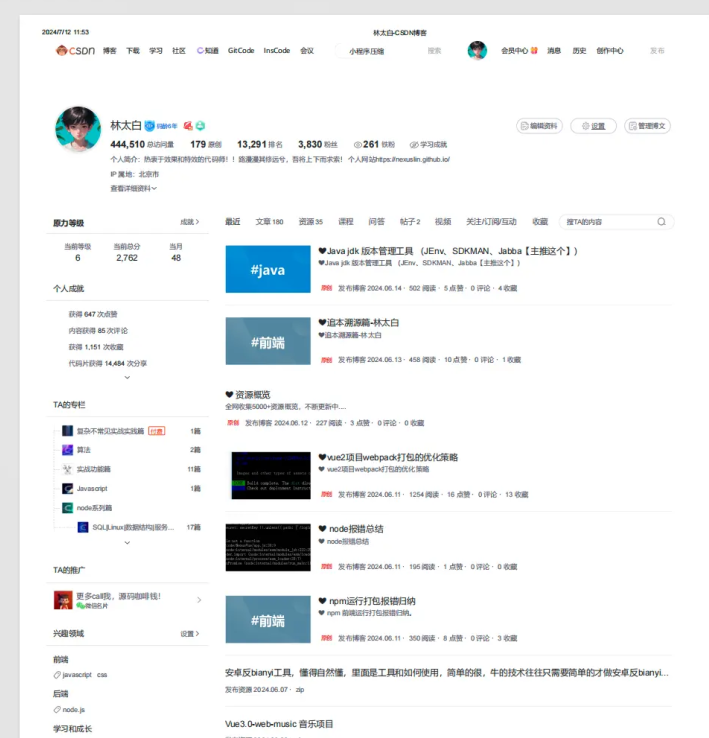 2024/7/12 11:53
林太白-CSDN博客
CSDN 博客 下载 学习 社区 C知道 GitCode InsCode 会议 小程序压缩 搜索 会员中心 消息 历史 创作中心 发布
林太白 码龄6年
编辑资料 设置 管理博文
444,510 总访问量 179 原创 13,291 排名 3,830 粉丝 261 铁粉 学习成就
个人简介：热衷于效果和特效的代码师！！路漫漫其修远兮，吾将上下而求索！ 个人网站https://nexuslin.github.io/
IP 属地：北京市
查看详细资料
原力等级 成就
当前等级 当前总分 当月
6 2,762 48
个人成就
获得 647 次点赞
内容获得 85 次评论
获得 1,151 次收藏
代码片获得 14,484 次分享
TA的专栏
复杂不常见实战实践篇 付费 1篇
算法 2篇
实战功能篇 11篇
Javascript 1篇
node系列篇
SQL|Linux|数据结构|服务... 17篇
TA的推广
更多call我，源码咖啡钱！
微信名片
兴趣领域 设置
前端
javascript css
后端
node.js
学习和成长
最近 文章 180 资源 35 课程 问答 帖子 2 视频 关注/订阅/互动 收藏 搜TA的内容
#java
Java jdk 版本管理工具 （JEnv、SDKMAN、Jabba【主推这个】)
Java jdk 版本管理工具 （JEnv、SDKMAN、Jabba【主推这个】)
原创 发布博客 2024.06.14 · 502 阅读 · 5 点赞 · 0 评论 · 4 收藏
#前端
追本溯源篇-林太白
追本溯源篇-林太白
原创 发布博客 2024.06.13 · 458 阅读 · 10 点赞 · 0 评论 · 1 收藏
资源概览
全网收集5000+资源概览，不断更新中....
原创 发布博客 2024.06.12 · 227 阅读 · 3 点赞 · 0 评论 · 0 收藏
vue2项目webpack打包的优化策略
vue2项目webpack打包的优化策略
原创 发布博客 2024.06.11 · 1254 阅读 · 16 点赞 · 0 评论 · 13 收藏
node报错总结
node报错总结
原创 发布博客 2024.06.11 · 195 阅读 · 1 点赞 · 0 评论 · 0 收藏
#前端
npm运行打包报错归纳
npm 前端运行打包报错归纳。
原创 发布博客 2024.06.11 · 350 阅读 · 8 点赞 · 0 评论 · 3 收藏
安卓反bianyi工具，懂得自然懂，里面是工具和如何使用，简单的很，牛的技术往往只需要简单的才做安卓反bianyi...
发布资源 2024.06.07 · zip
Vue3.0-web-music 音乐项目